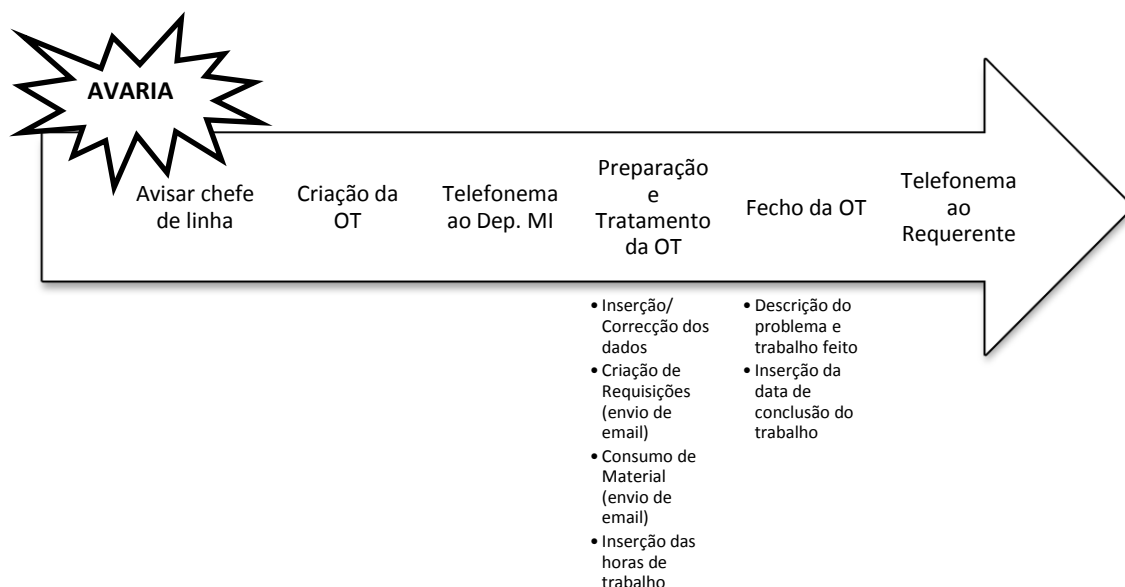 AVARIA
Avisar chefe
de linha
Criação da
OT
Telefonema
ao Dep. MI
Preparação
e
Tratamento
da OT
Fecho da OT
Telefonema
ao
Requerente
• Inserção/
Correcção dos
dados
• Criação de
Requisições
(envio de
email)
• Consumo de
Material
(envio de
email)
• Inserção das
horas de
trabalho
• Descrição do
problema e
trabalho feito
• Inserção da
data de
conclusão do
trabalho